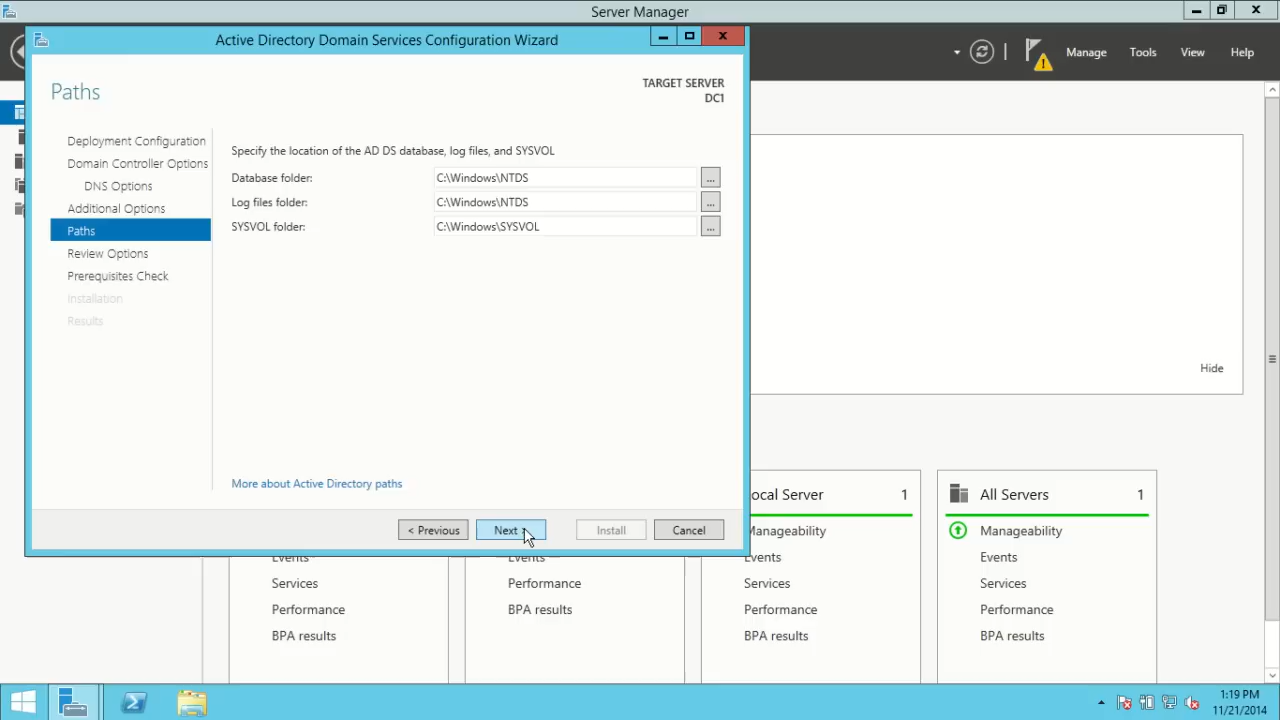 Server Manager
Active Directory Domain Services Configuration Wizard
Manage
Tools
View
Help
Paths
TARGET SERVER
DC1
Deployment Configuration
Domain Controller Options
DNS Options
Additional Options
Paths
Review Options
Prerequisites Check
Installation
Results
Specify the location of the AD DS database, log files, and SYSVOL
Database folder:
C:\Windows\NTDS
...
Log files folder:
C:\Windows\NTDS
...
SYSVOL folder:
C:\Windows\SYSVOL
...
More about Active Directory paths
< Previous
Next >
Install
Cancel
Hide
Events
Services
Performance
BPA results
Events
Performance
BPA results
ocal Server 1
Manageability
Events
Services
Performance
BPA results
All Servers 1
Manageability
Events
Services
Performance
BPA results
1:19 PM
11/21/2014